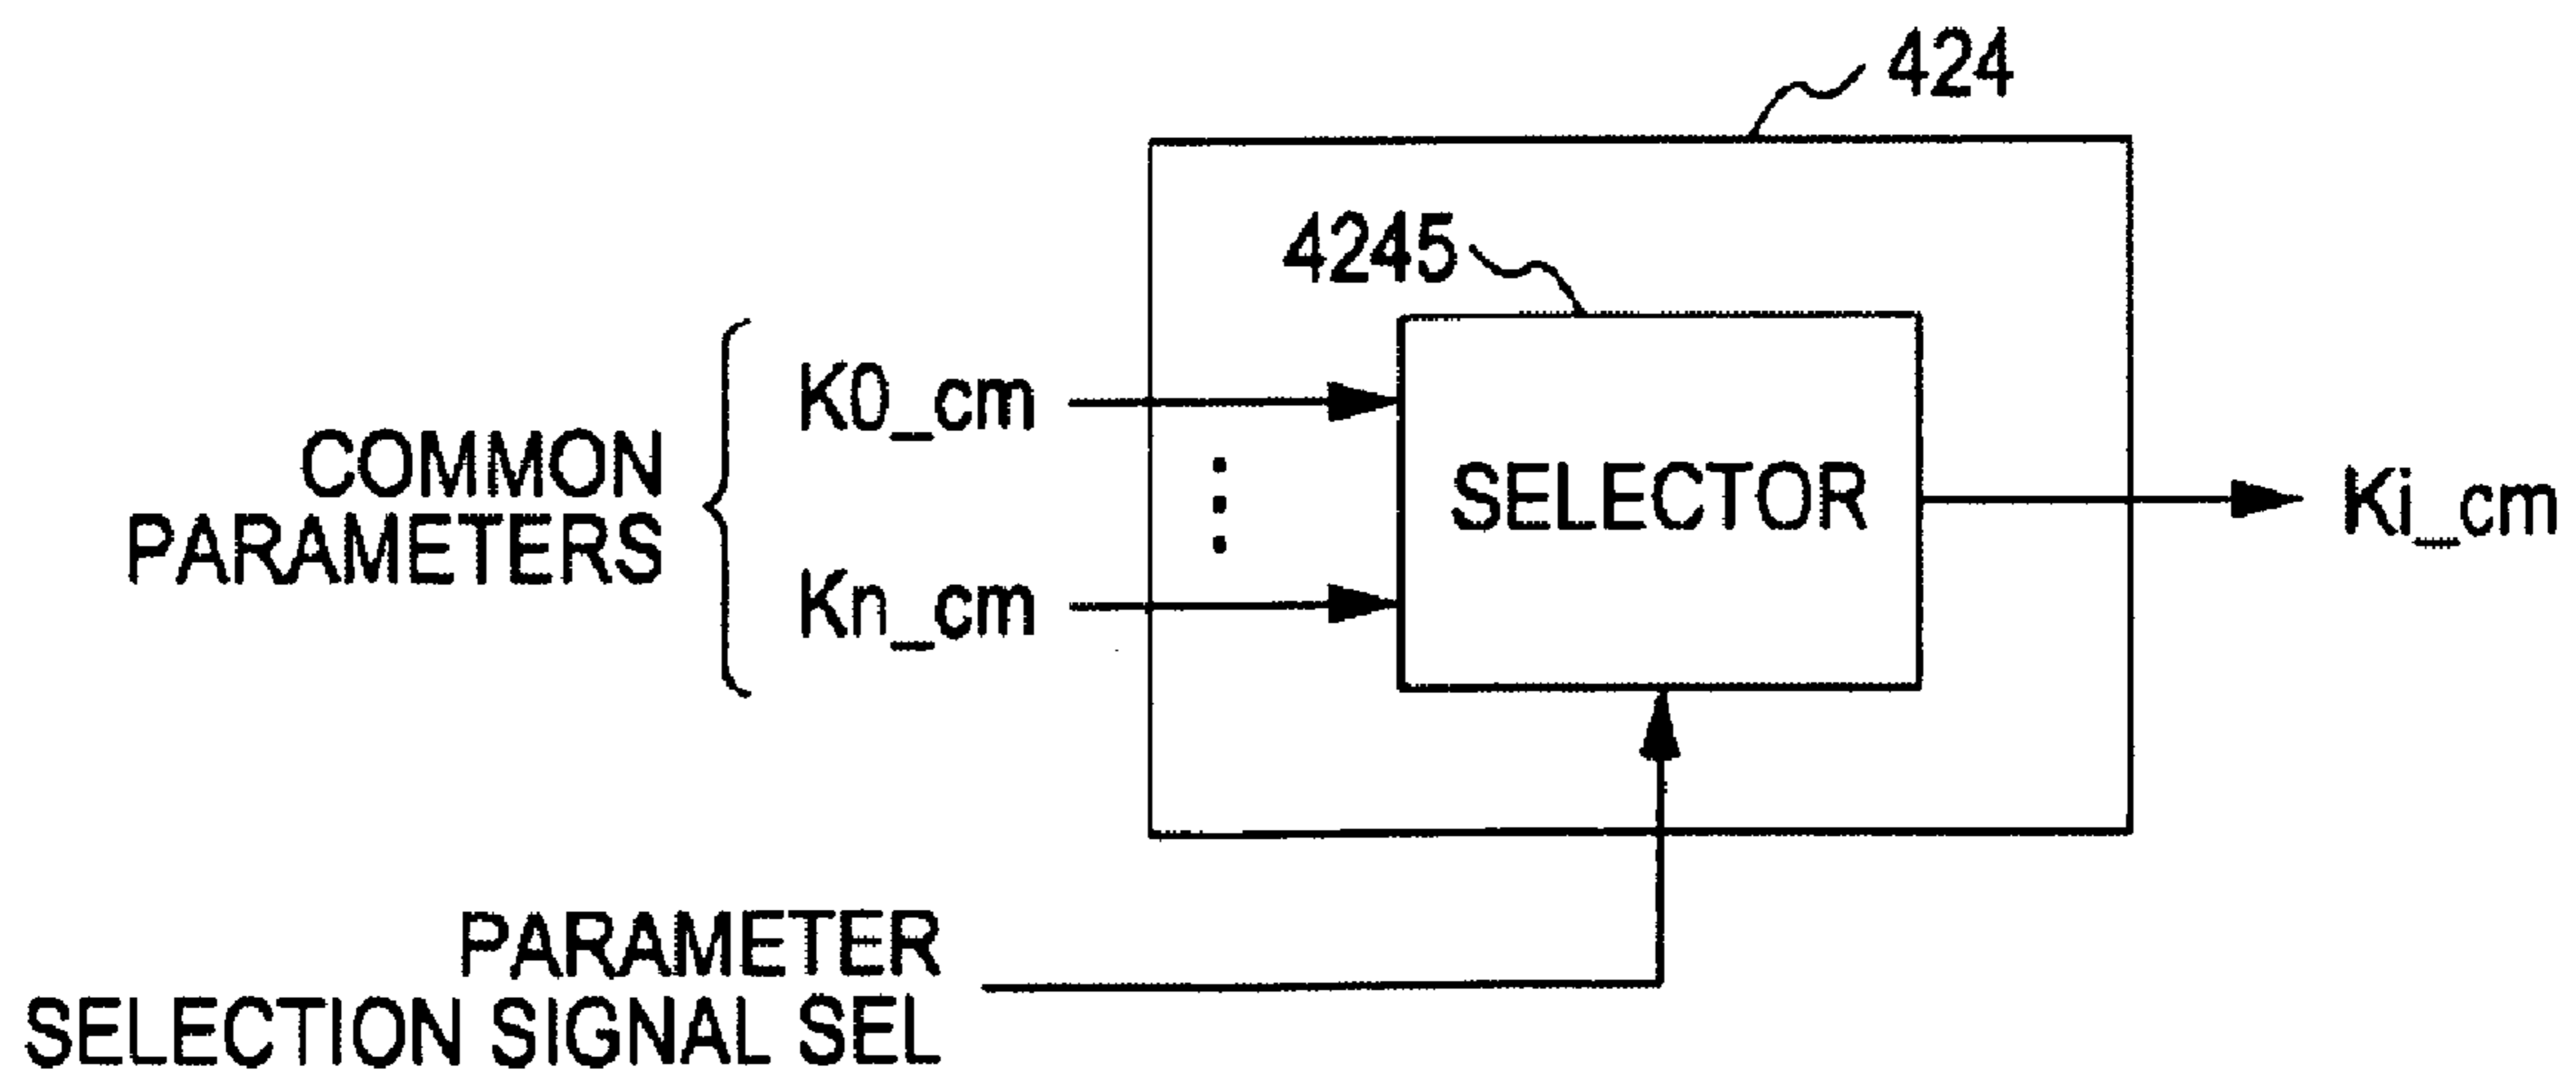 424
4245
COMMON
PARAMETERS
K0_cm
Kn_cm
SELECTOR
Ki_cm
PARAMETER
SELECTION SIGNAL SEL